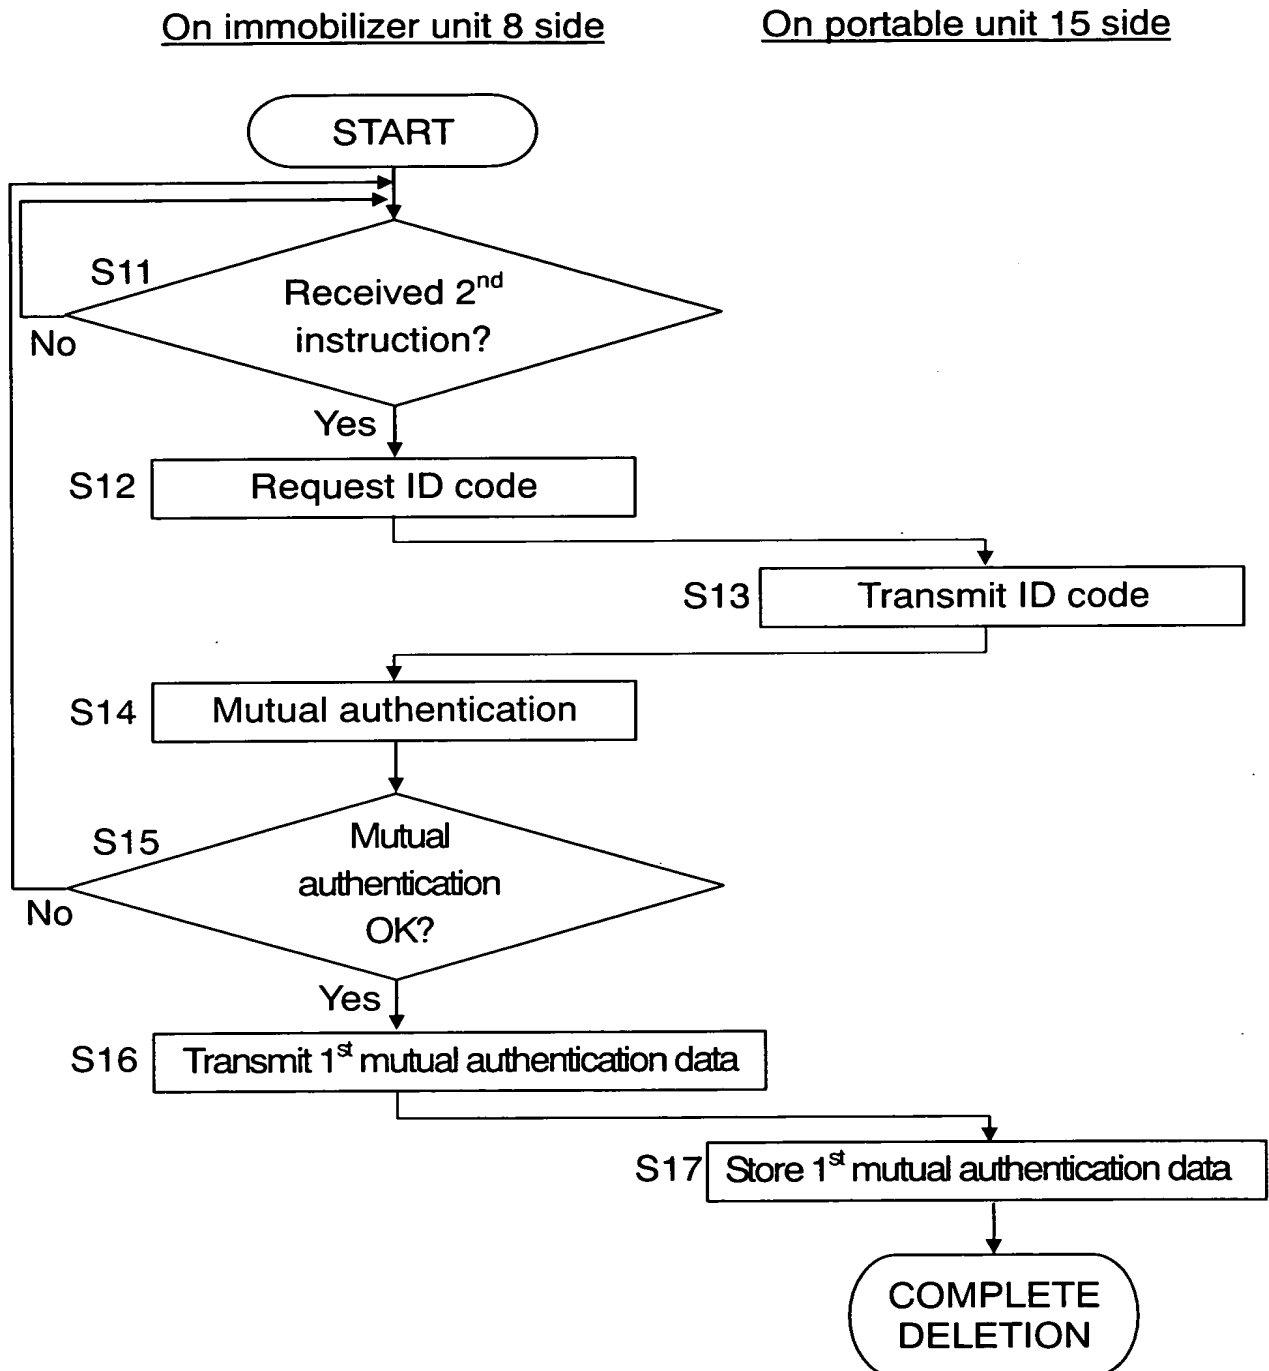 On immobilizer unit 8 side
On portable unit 15 side
START
S11
Received 2nd
instruction?
No
Yes
S12
Request ID code
S13
Transmit ID code
S14
Mutual authentication
S15
Mutual
authentication
OK?
No
Yes
S16
Transmit 1st mutual authentication data
S17
Store 1st mutual authentication data
COMPLETE
DELETION